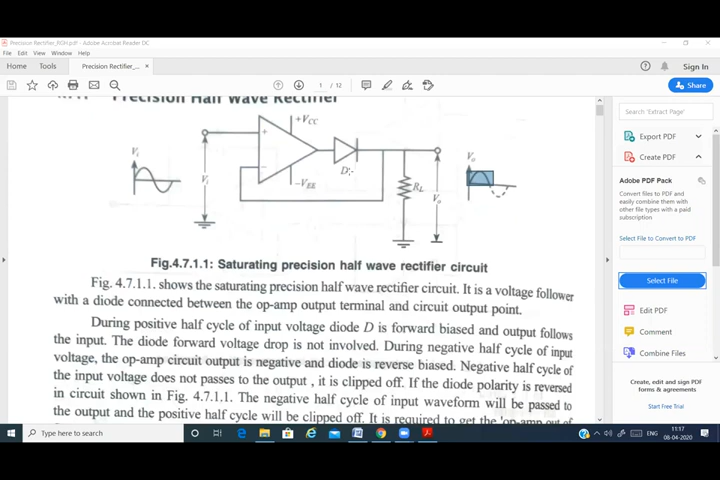 Precision Rectifier_ROH.pdf - Adobe Acrobat Reader DC
File Edit View Window Help
Home Tools Precision Rectifier_... × Sign In
1 / 12 Share
Precision Half Wave Rectifier
+VCC
Vi
+
−
D
−VEE
RL
Vo
Vi
Vo
Fig.4.7.1.1: Saturating precision half wave rectifier circuit
Fig. 4.7.1.1. shows the saturating precision half wave rectifier circuit. It is a voltage follower
with a diode connected between the op-amp output terminal and circuit output point.
During positive half cycle of input voltage diode D is forward biased and output follows
the input. The diode forward voltage drop is not involved. During negative half cycle of input
voltage, the op-amp circuit output is negative and diode is reverse biased. Negative half cycle of
the input voltage does not passes to the output , it is clipped off. If the diode polarity is reversed
in circuit shown in Fig. 4.7.1.1. The negative half cycle of input waveform will be passed to
the output and the positive half cycle will be clipped off. It is required to get the 'op-amp out of
Search 'Extract Page'
Export PDF
Create PDF
Adobe PDF Pack
Convert files to PDF and
easily combine them with
other file types with a paid
subscription
Select File to Convert to PDF
Select File
Edit PDF
Comment
Combine Files
Create, edit and sign PDF
forms & agreements
Start Free Trial
Type here to search
ENG
11:17
08-04-2020